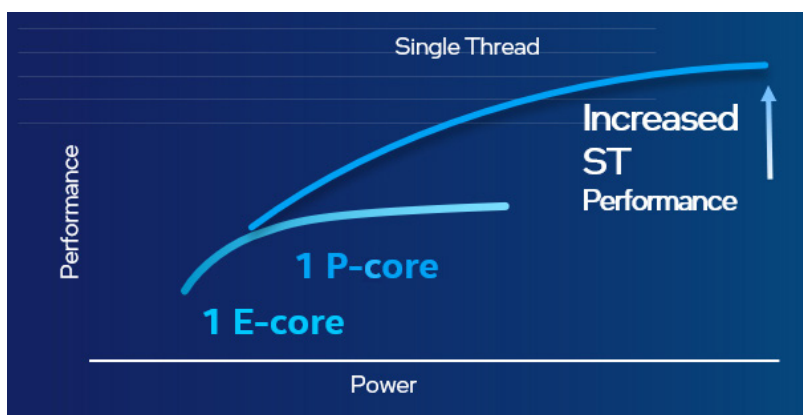 Single Thread
Increased
ST
Performance
Performance
1 P-core
1 E-core
Power